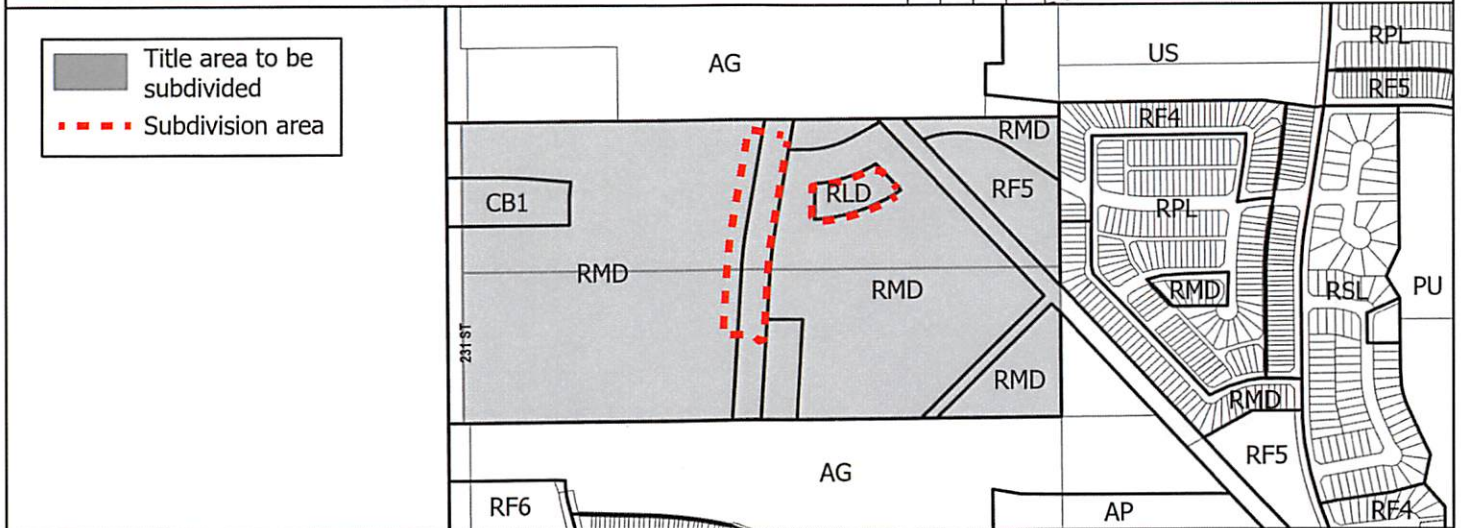 Title area to be
subdivided
Subdivision area
AG
US
RPL
RF5
RF4
RMD
CB1
RLD
RF5
RPL
RMD
RMD
RMD
RSL
PU
231 ST
RMD
RMD
AG
RF5
RF6
AP
RF4